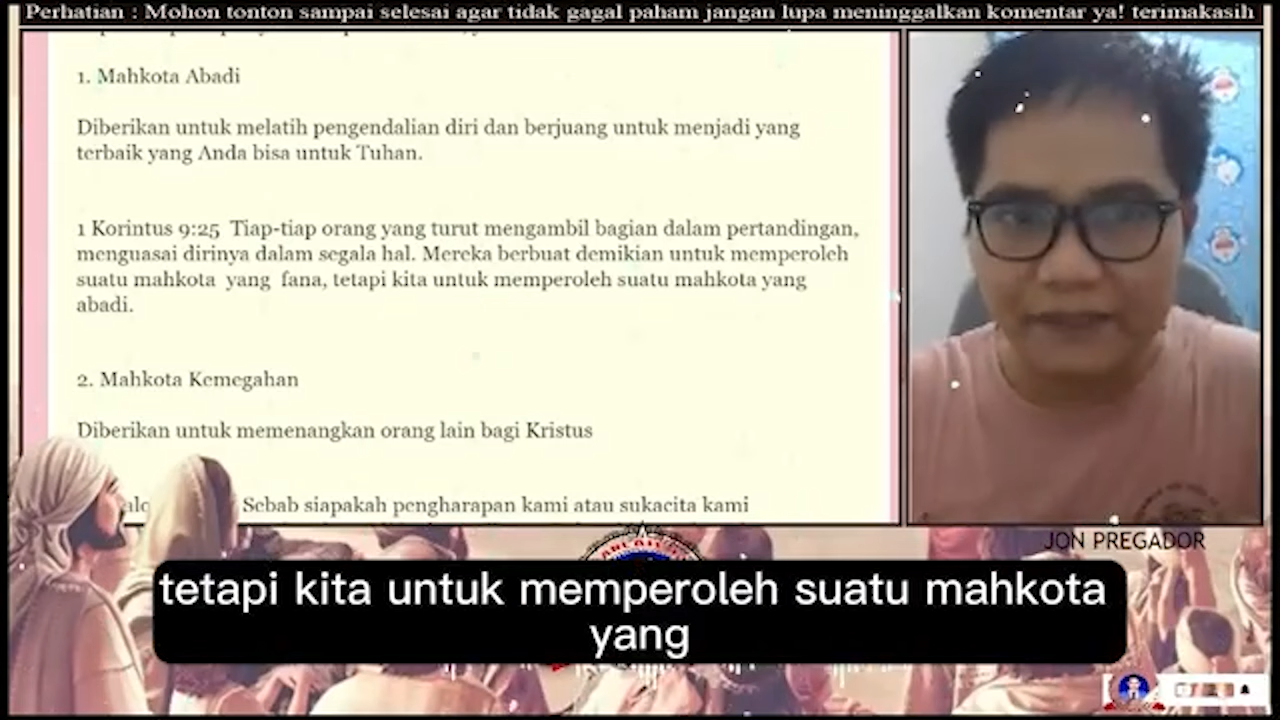 Perhatian : Mohon tonton sampai selesai agar tidak gagal paham jangan lupa meninggalkan komentar ya! terimakasih
1. Mahkota Abadi
Diberikan untuk melatih pengendalian diri dan berjuang untuk menjadi yang
terbaik yang Anda bisa untuk Tuhan.
1 Korintus 9:25 Tiap-tiap orang yang turut mengambil bagian dalam pertandingan,
menguasai dirinya dalam segala hal. Mereka berbuat demikian untuk memperoleh
suatu mahkota yang fana, tetapi kita untuk memperoleh suatu mahkota yang
abadi.
2. Mahkota Kemegahan
Diberikan untuk memenangkan orang lain bagi Kristus
Sebab siapakah pengharapan kami atau sukacita kami
JON PREGADOR
tetapi kita untuk memperoleh suatu mahkota
yang